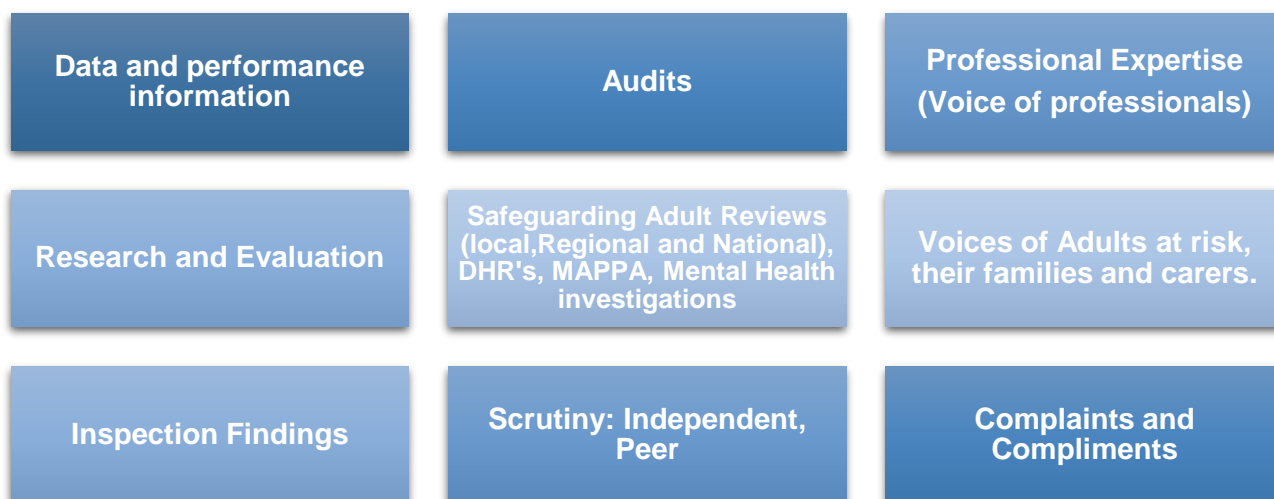 Data and performance
information
Audits
Professional Expertise
(Voice of professionals)
Research and Evaluation
Safeguarding Adult Reviews
(local,Regional and National),
DHR's, MAPPA, Mental Health
investigations
Voices of Adults at risk,
their families and carers.
Inspection Findings
Scrutiny: Independent,
Peer
Complaints and
Compliments